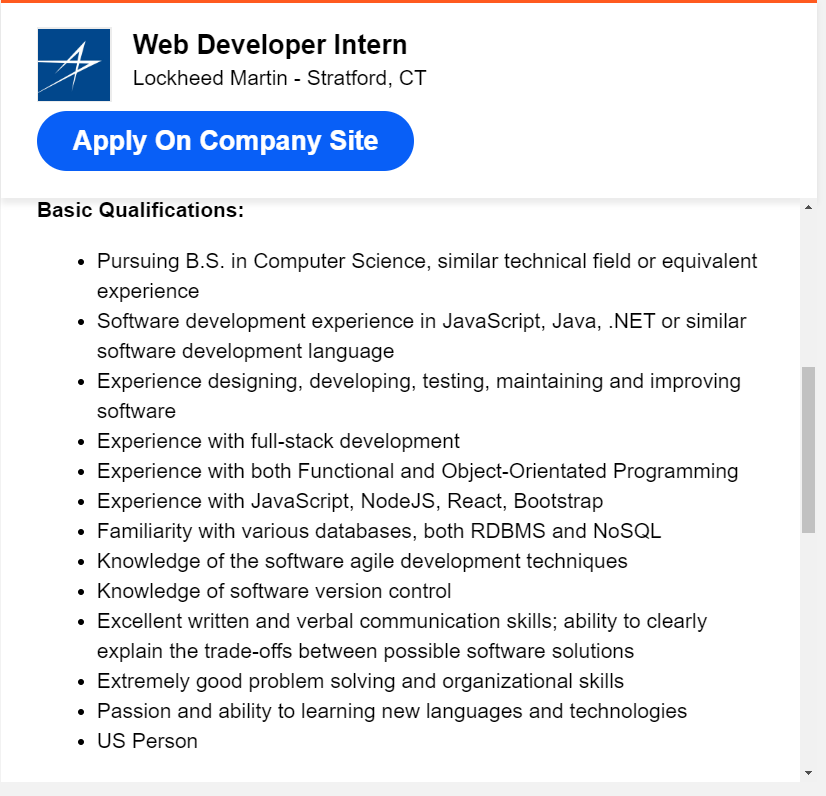 Web Developer Intern
Lockheed Martin - Stratford, CT
Apply On Company Site
Basic Qualifications:
• Pursuing B.S. in Computer Science, similar technical field or equivalent
experience
• Software development experience in JavaScript, Java, .NET or similar
software development language
• Experience designing, developing, testing, maintaining and improving
software
• Experience with full-stack development
• Experience with both Functional and Object-Orientated Programming
• Experience with JavaScript, NodeJS, React, Bootstrap
• Familiarity with various databases, both RDBMS and NoSQL
• Knowledge of the software agile development techniques
• Knowledge of software version control
• Excellent written and verbal communication skills; ability to clearly
explain the trade-offs between possible software solutions
• Extremely good problem solving and organizational skills
• Passion and ability to learning new languages and technologies
• US Person